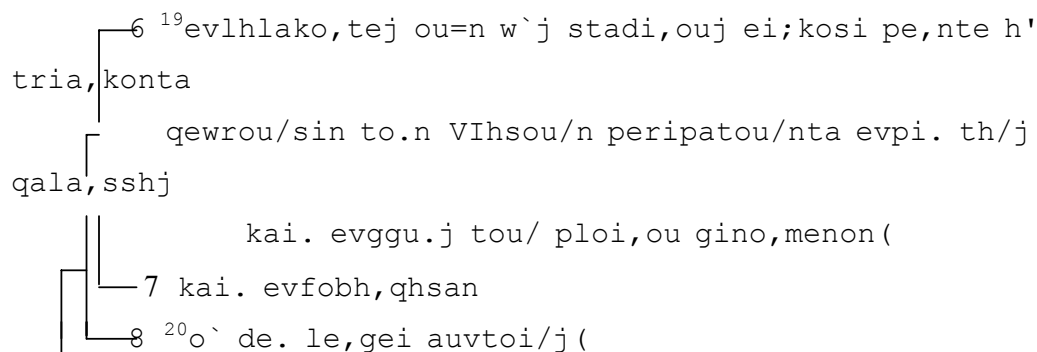 6 19evlhlako,tej ou=n w`j stadi,ouj ei;kosi pe,nte h'
tria,konta
qewrou/sin to.n VIhsou/n peripatou/nta evpi. th/j
qala,sshj
kai. evggu.j tou/ ploi,ou gino,menon(
7 kai. evfobh,qhsan
8 20o` de. le,gei auvtoi/j(